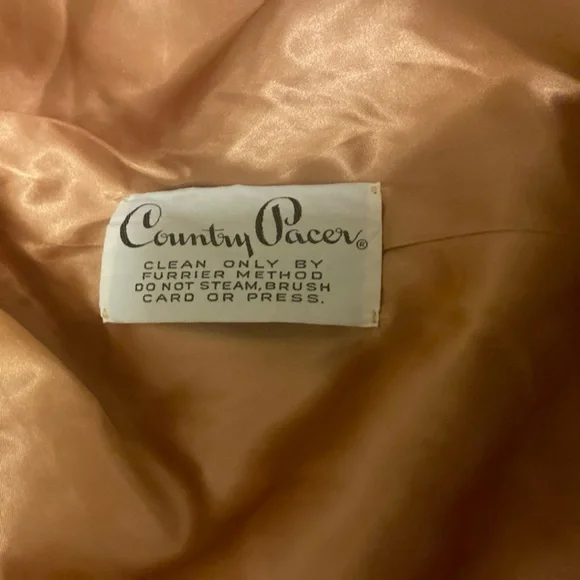 Country Pacer®
CLEAN ONLY BY
FURRIER METHOD
DO NOT STEAM, BRUSH
CARD OR PRESS.